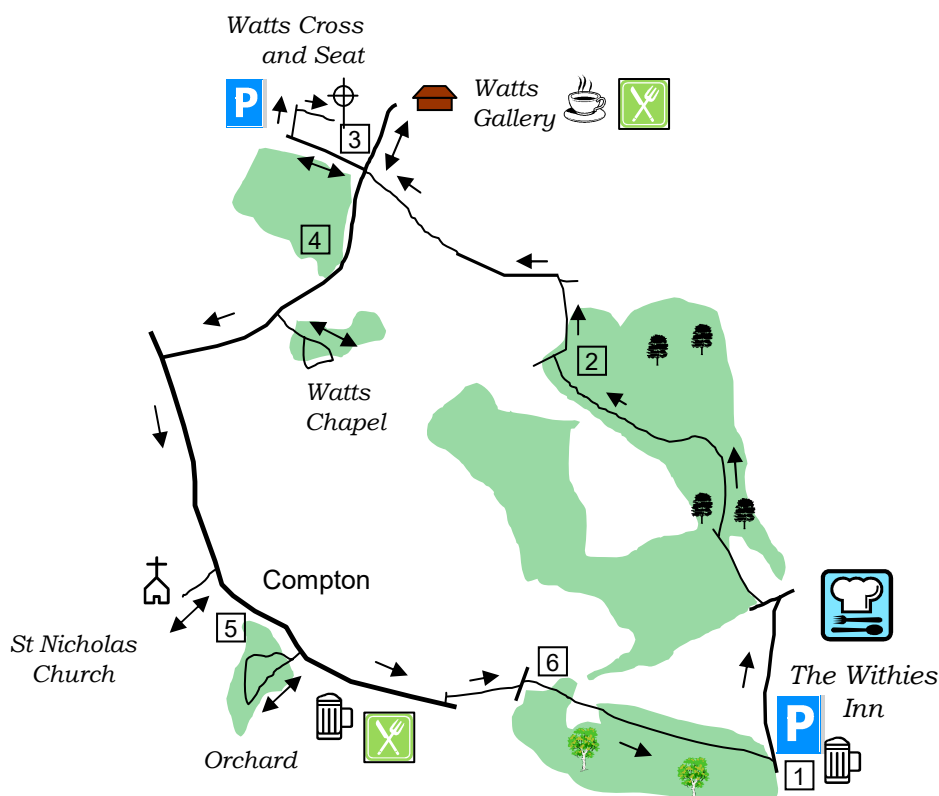 Watts Cross
and Seat
P
Watts
Gallery
3
4
2
Watts
Chapel
Compton
5
St Nicholas
Church
6
The Withies
Inn
P
Orchard
1